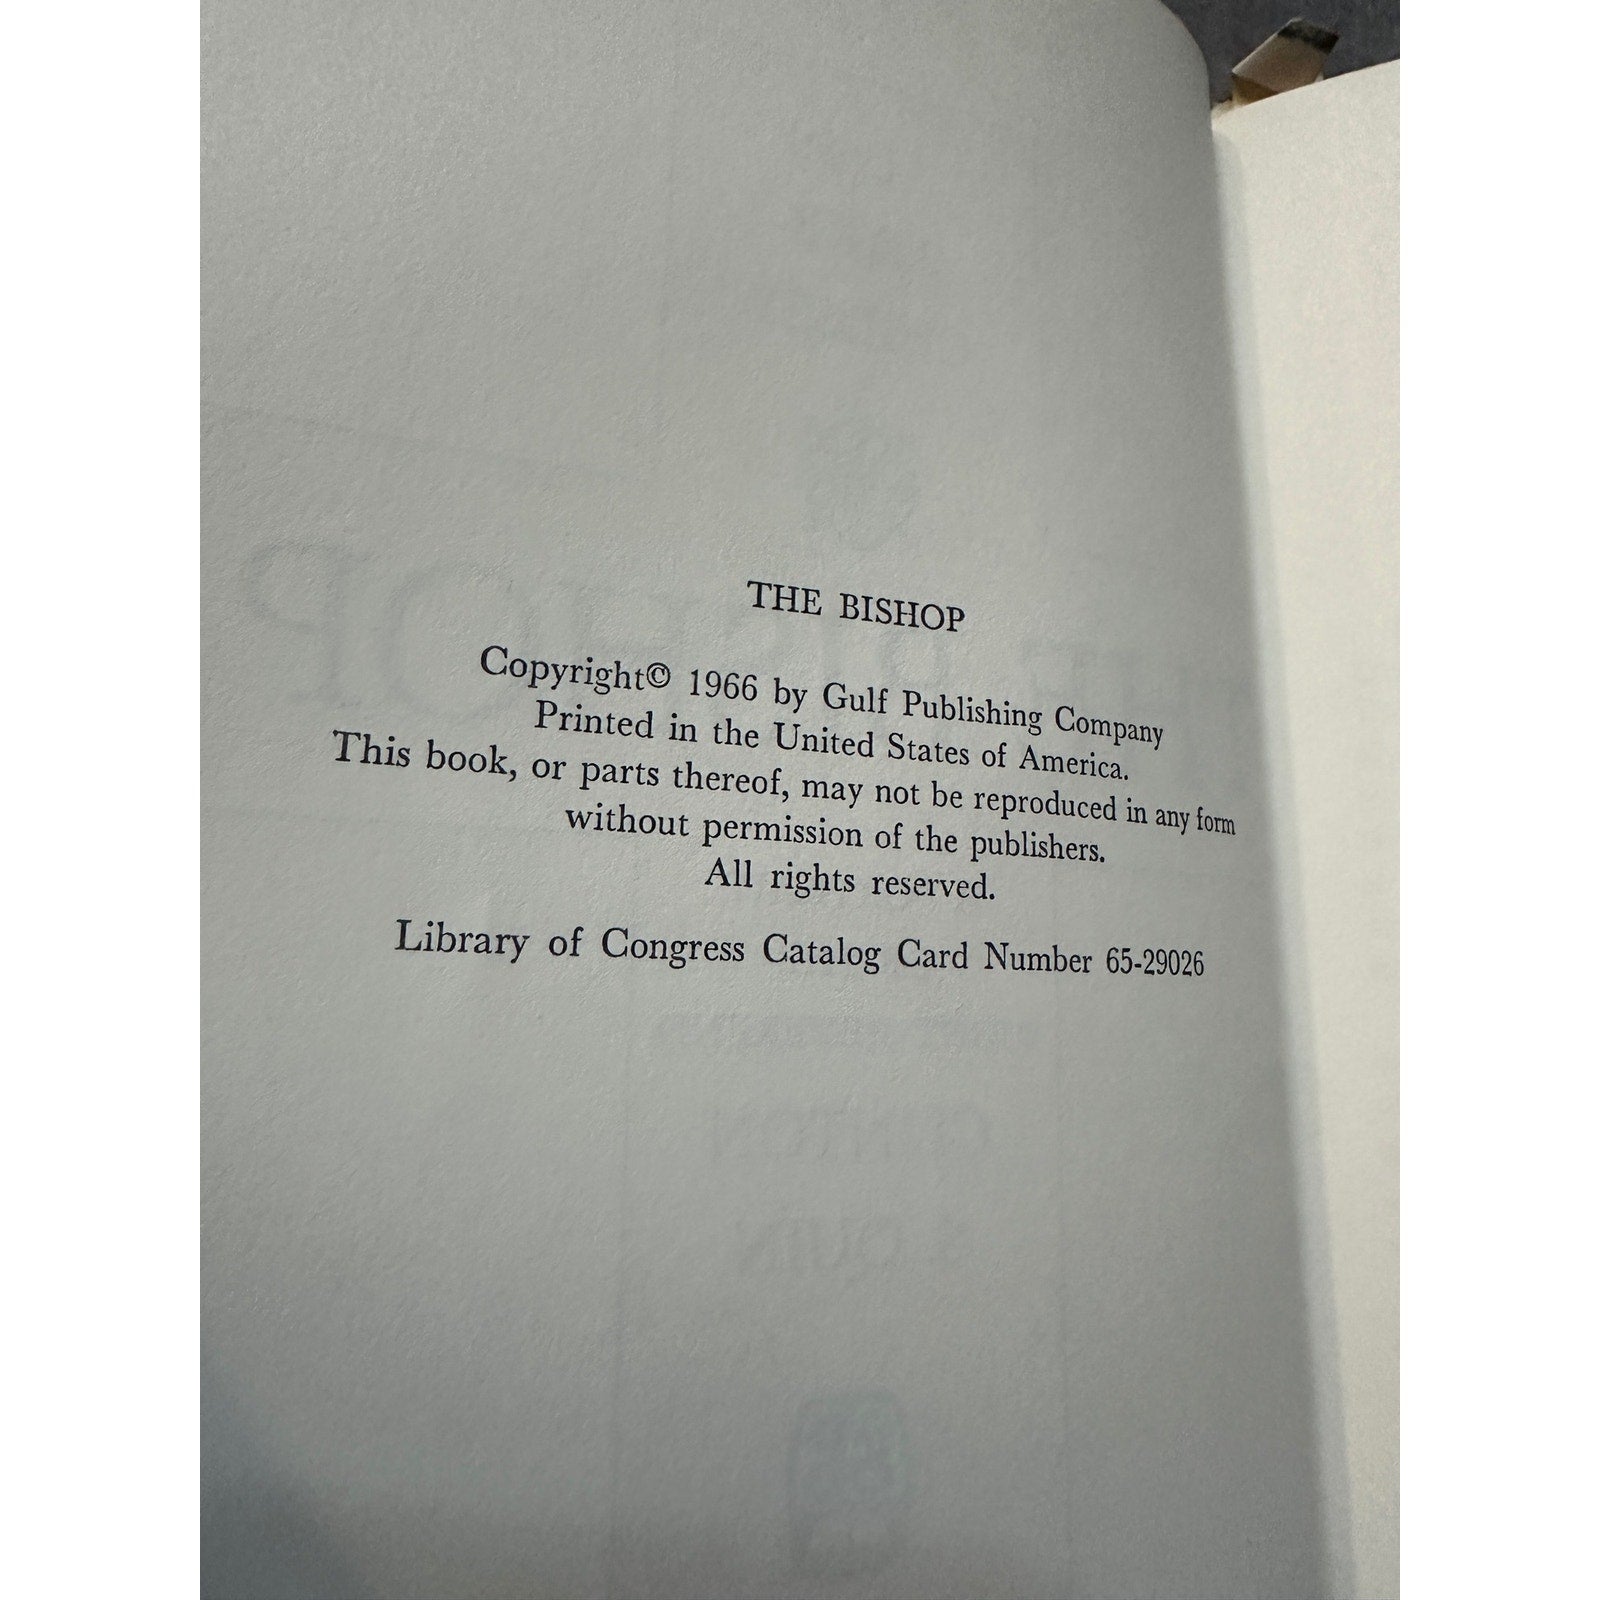 THE BISHOP
Copyright© 1966 by Gulf Publishing Company
Printed in the United States of America.
This book, or parts thereof, may not be reproduced in any form
without permission of the publishers.
All rights reserved.
Library of Congress Catalog Card Number 65-29026